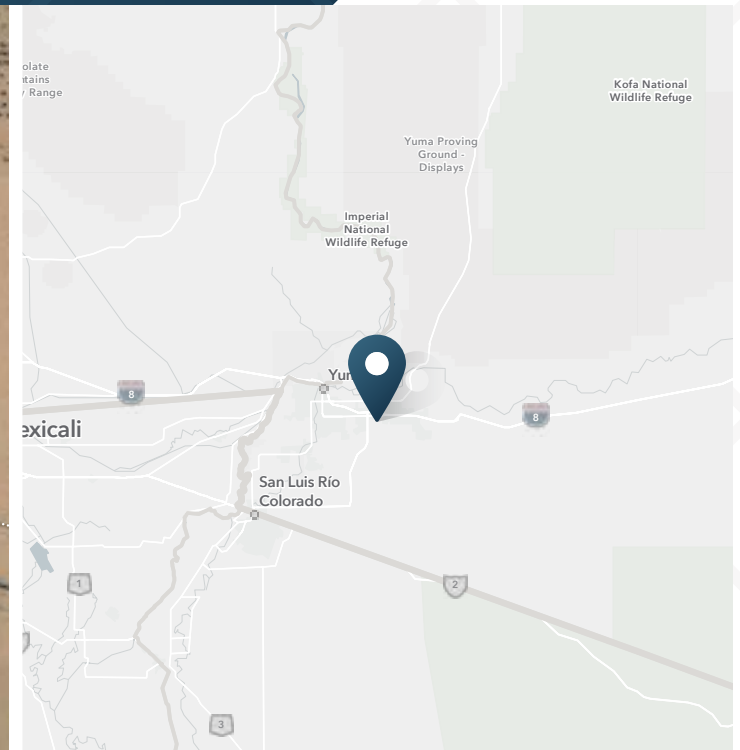 Kofa National
Wildlife Refuge
Range
Yuma Proving
Ground -
Displays
Imperial
National
Wildlife Refuge
8
8
San Luis Río
Colorado
1
2
3